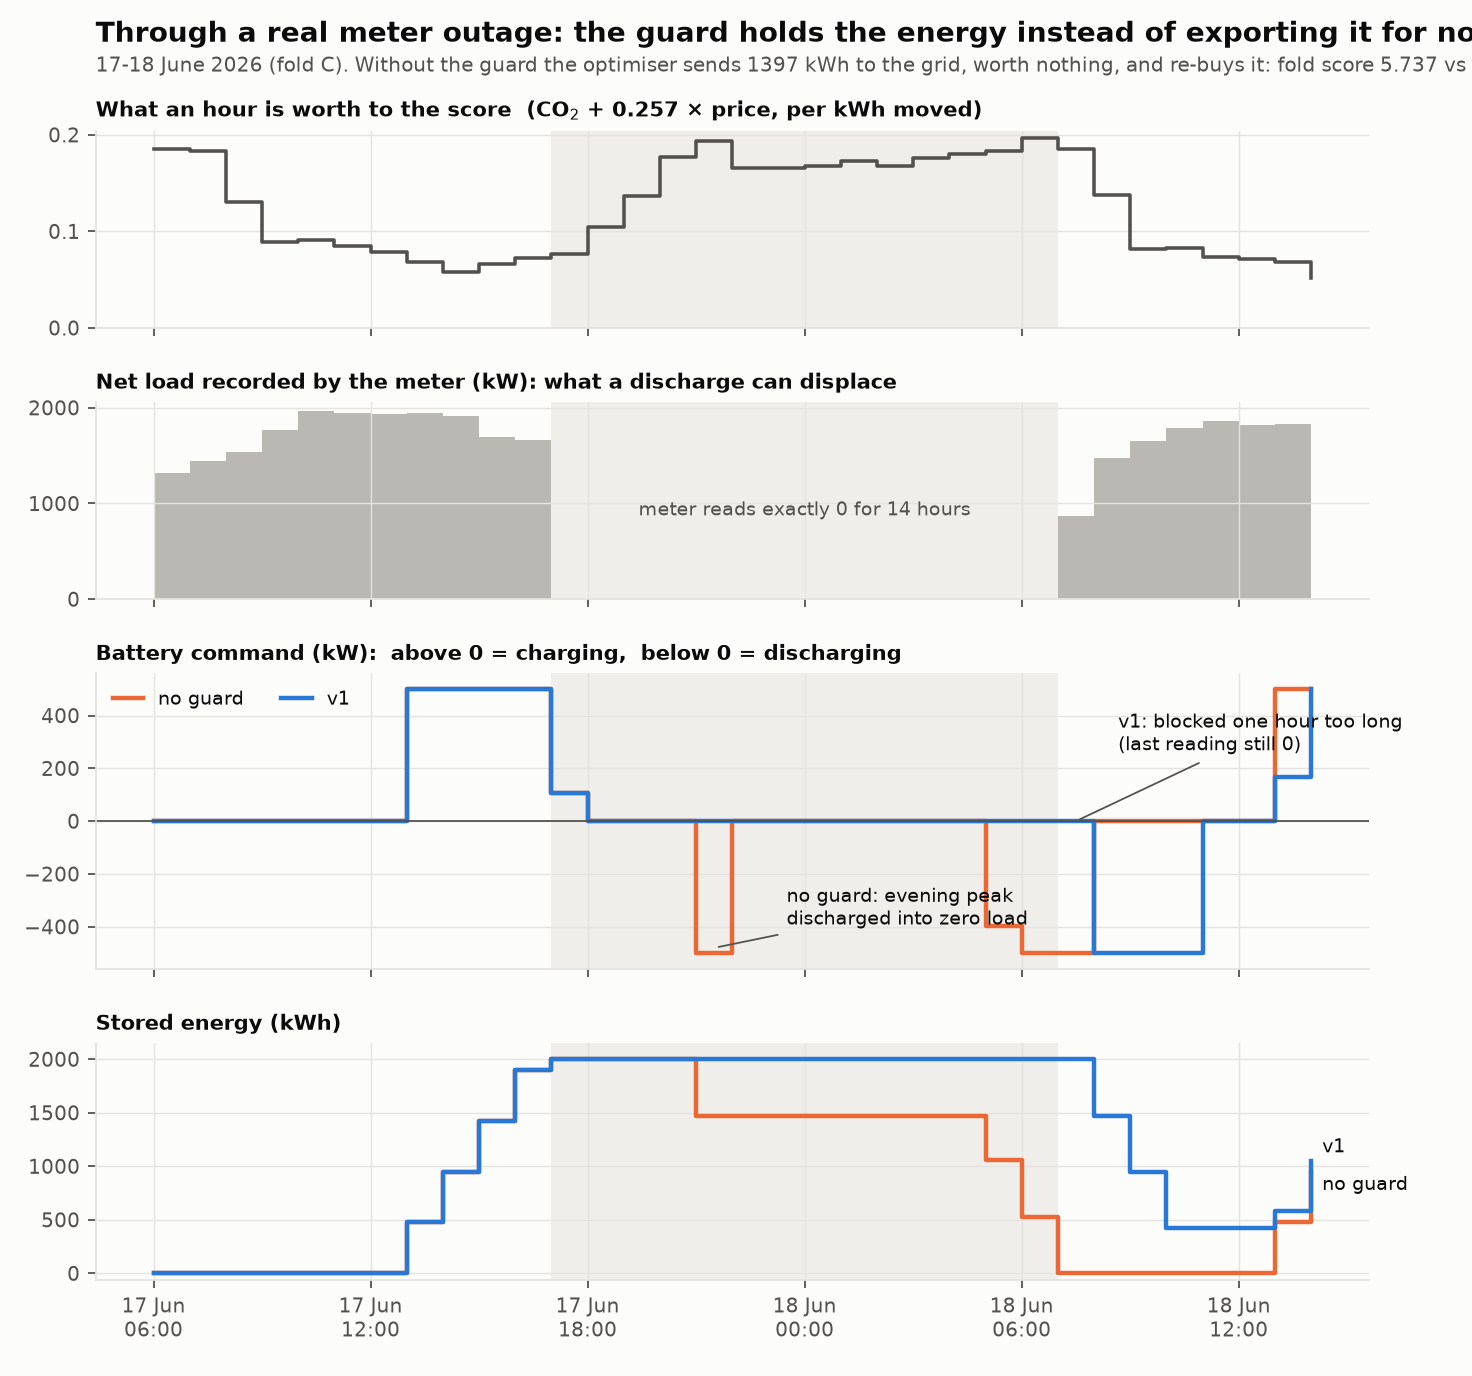 Through a real meter outage: the guard holds the energy instead of exporting it for no
17-18 June 2026 (fold C). Without the guard the optimiser sends 1397 kWh to the grid, worth nothing, and re-buys it: fold score 5.737 vs
What an hour is worth to the score (CO₂ + 0.257 × price, per kWh moved)
0.2
0.1
0.0
Net load recorded by the meter (kW): what a discharge can displace
2000
1000
0
meter reads exactly 0 for 14 hours
Battery command (kW): above 0 = charging, below 0 = discharging
no guard
v1
400
200
0
−200
−400
v1: blocked one hour too long
(last reading still 0)
no guard: evening peak
discharged into zero load
Stored energy (kWh)
2000
1500
1000
500
0
v1
no guard
17 Jun 17 Jun 17 Jun 18 Jun 18 Jun 18 Jun
06:00 12:00 18:00 00:00 06:00 12:00